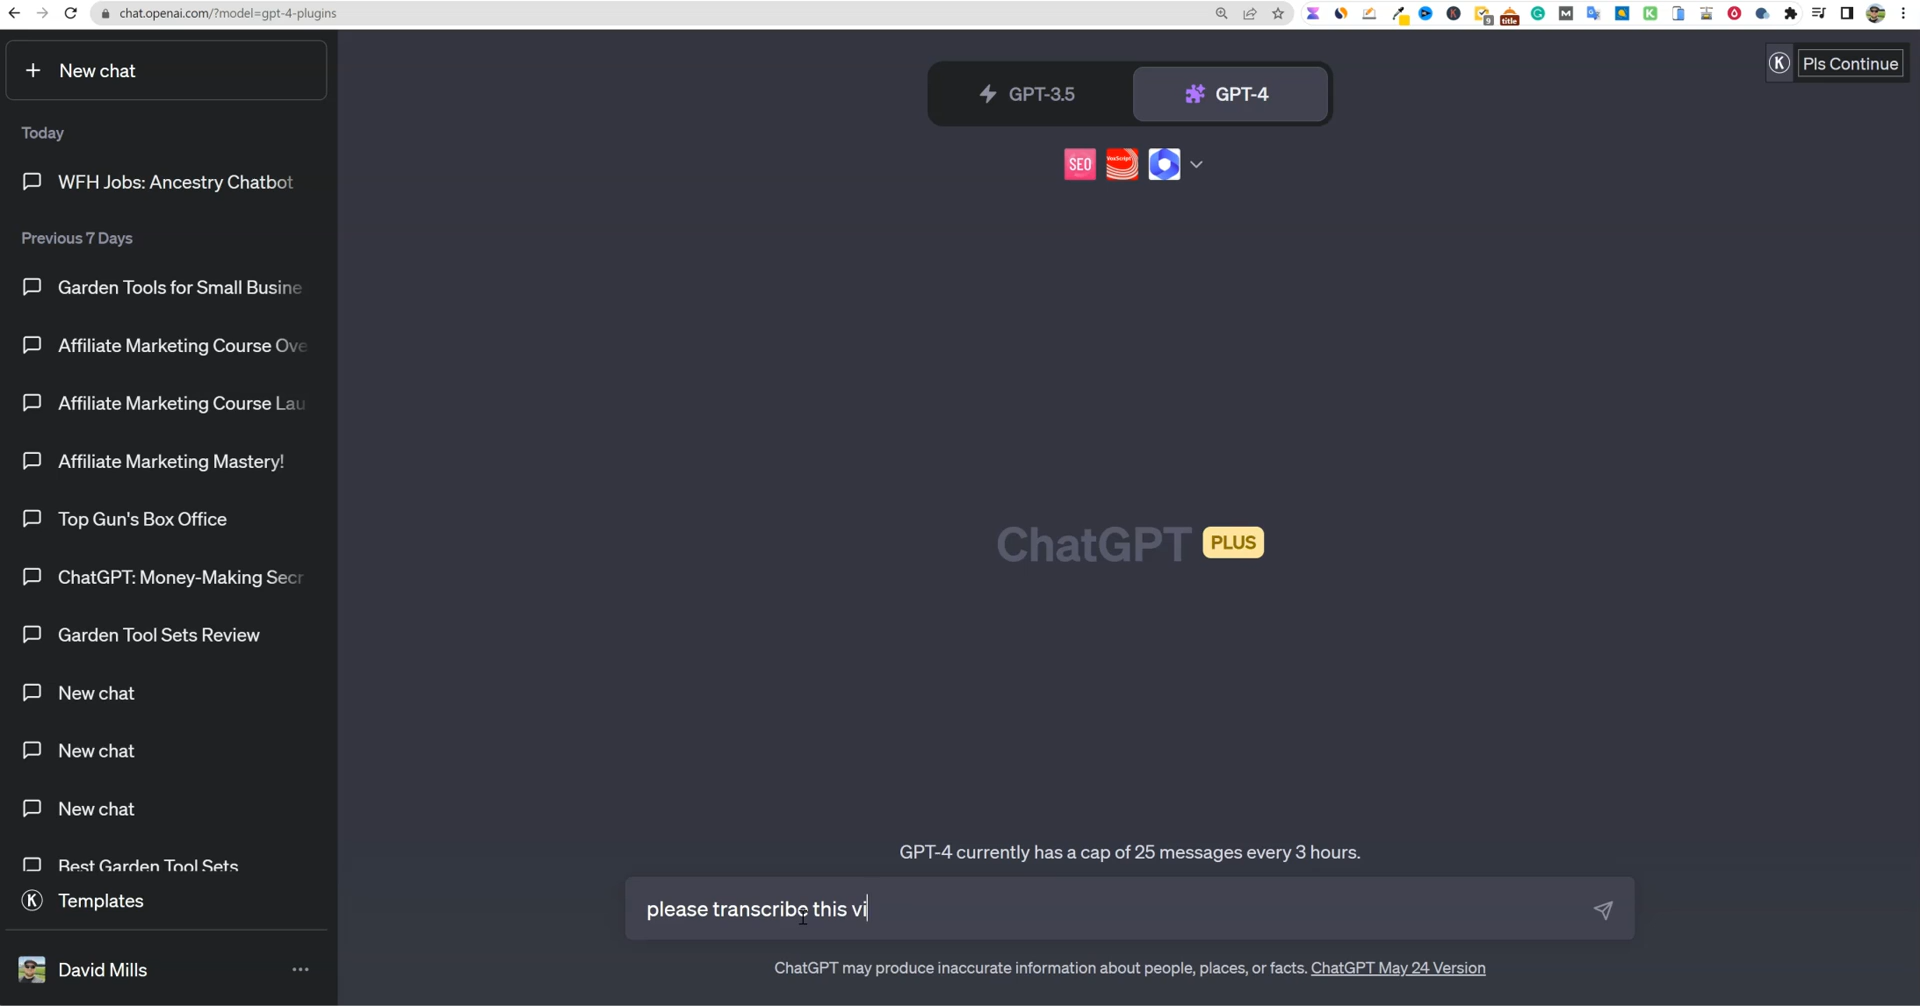 chat.openai.com/?model=gpt-4-plugins
9
title
New chat
Today
WFH Jobs: Ancestry Chatbot
Previous 7 Days
Garden Tools for Small Busine
Affiliate Marketing Course Ove
Affiliate Marketing Course Lau
Affiliate Marketing Mastery!
Top Gun's Box Office
ChatGPT: Money-Making Secr
Garden Tool Sets Review
New chat
New chat
New chat
Best Garden Tool Sets
K Templates
David Mills
GPT-3.5
GPT-4
K Pls Continue
SEO
VoxScript
ChatGPT PLUS
GPT-4 currently has a cap of 25 messages every 3 hours.
please transcribe this vi
ChatGPT may produce inaccurate information about people, places, or facts. ChatGPT May 24 Version